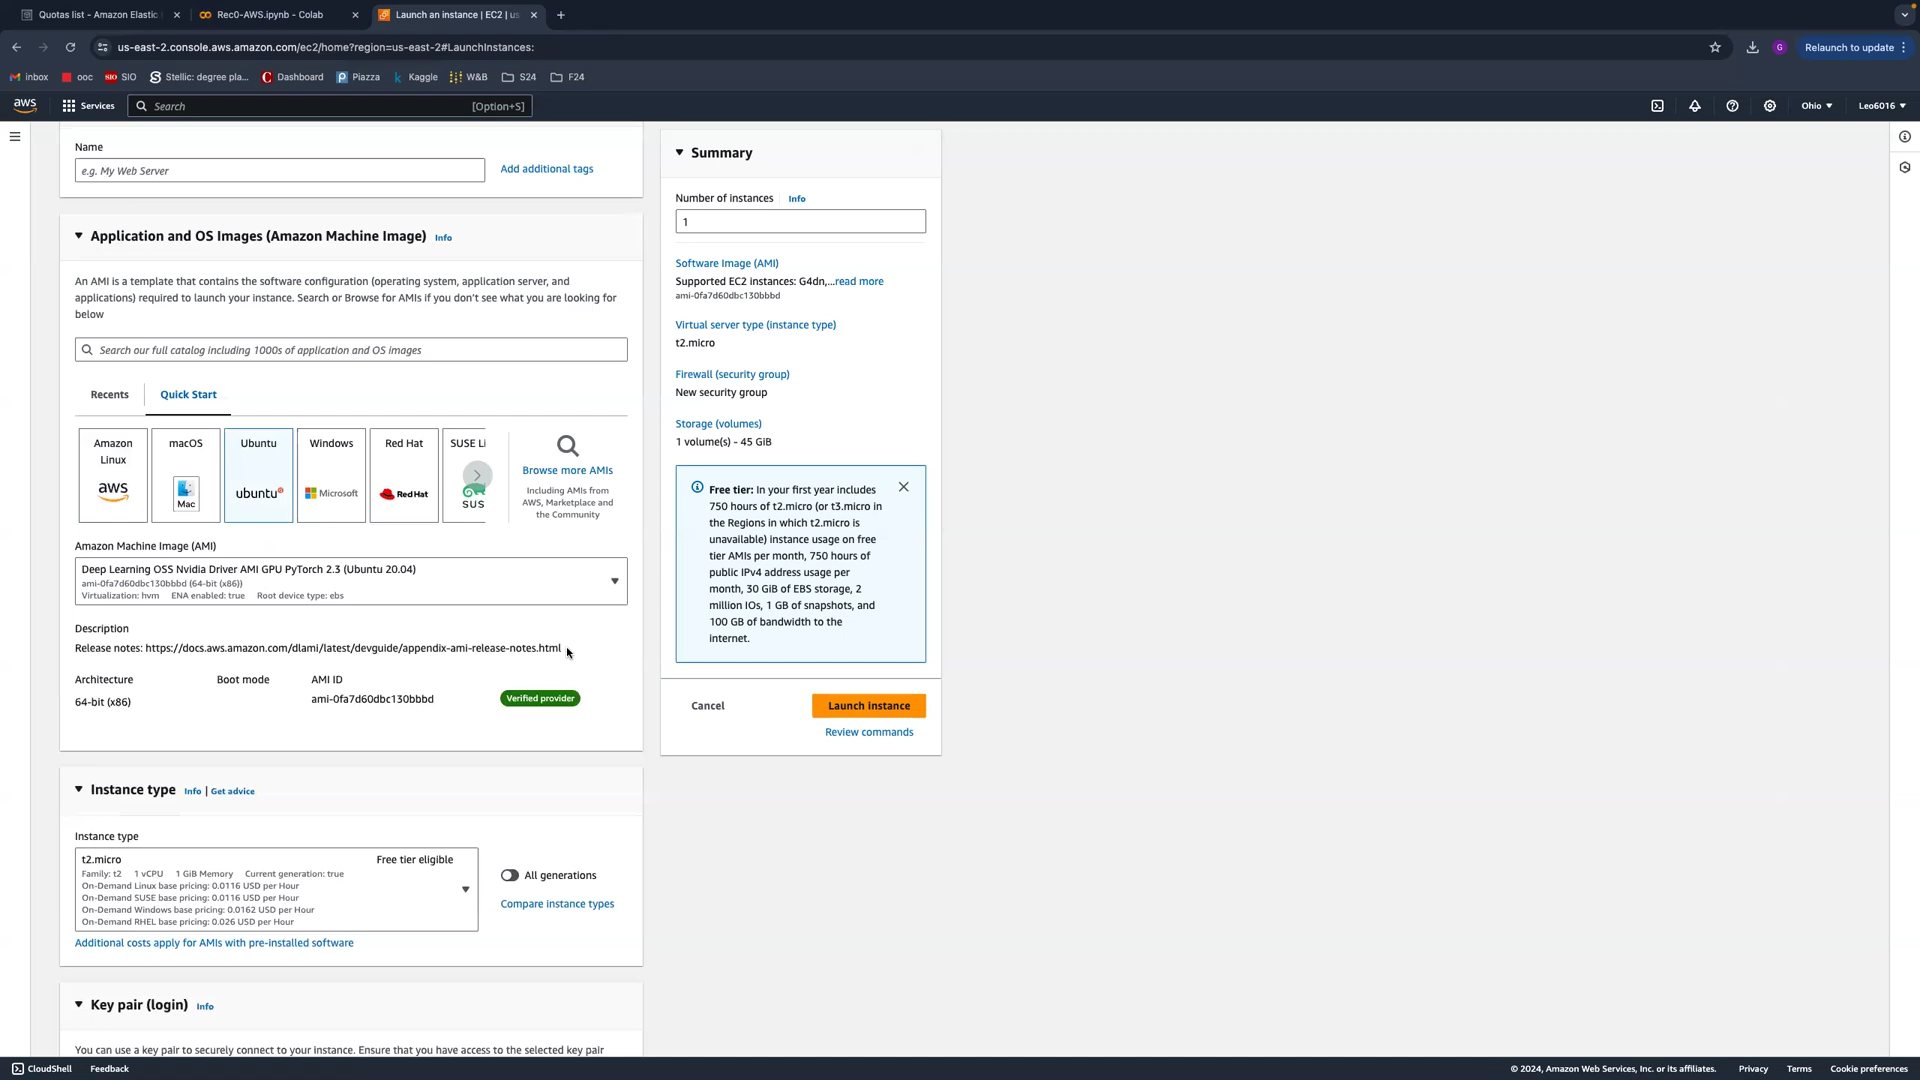 Quotas list - Amazon Elastic
Rec0-AWS.ipynb - Colab
Launch an instance | EC2 | us
us-east-2.console.aws.amazon.com/ec2/home?region=us-east-2#LaunchInstances:
G
Relaunch to update
inbox
ooc
SIO
Stellic: degree pla...
Dashboard
Piazza
Kaggle
W&B
S24
F24
aws
Services
Search
[Option+S]
Ohio
Leo6016
Name
e.g. My Web Server
Add additional tags
Application and OS Images (Amazon Machine Image) Info
An AMI is a template that contains the software configuration (operating system, application server, and
applications) required to launch your instance. Search or Browse for AMIs if you don't see what you are looking for
below
Search our full catalog including 1000s of application and OS images
Recents
Quick Start
Amazon
Linux
aws
macOS
Mac
Ubuntu
ubuntu
Windows
Microsoft
Red Hat
Red Hat
SUSE Li
SUS
Browse more AMIs
Including AMIs from
AWS, Marketplace and
the Community
Amazon Machine Image (AMI)
Deep Learning OSS Nvidia Driver AMI GPU PyTorch 2.3 (Ubuntu 20.04)
ami-0fa7d60dbc130bbbd (64-bit (x86))
Virtualization: hvm ENA enabled: true Root device type: ebs
Description
Release notes: https://docs.aws.amazon.com/dlami/latest/devguide/appendix-ami-release-notes.html
Architecture
Boot mode
AMI ID
64-bit (x86)
ami-0fa7d60dbc130bbbd
Verified provider
Instance type Info | Get advice
Instance type
t2.micro
Free tier eligible
Family: t2 1 vCPU 1 GiB Memory Current generation: true
On-Demand Linux base pricing: 0.0116 USD per Hour
On-Demand SUSE base pricing: 0.0116 USD per Hour
On-Demand Windows base pricing: 0.0162 USD per Hour
On-Demand RHEL base pricing: 0.026 USD per Hour
All generations
Compare instance types
Additional costs apply for AMIs with pre-installed software
Key pair (login) Info
You can use a key pair to securely connect to your instance. Ensure that you have access to the selected key pair
Summary
Number of instances Info
1
Software Image (AMI)
Supported EC2 instances: G4dn,...read more
ami-0fa7d60dbc130bbbd
Virtual server type (instance type)
t2.micro
Firewall (security group)
New security group
Storage (volumes)
1 volume(s) - 45 GiB
Free tier: In your first year includes
750 hours of t2.micro (or t3.micro in
the Regions in which t2.micro is
unavailable) instance usage on free
tier AMIs per month, 750 hours of
public IPv4 address usage per
month, 30 GiB of EBS storage, 2
million IOs, 1 GB of snapshots, and
100 GB of bandwidth to the
internet.
Cancel
Launch instance
Review commands
CloudShell
Feedback
© 2024, Amazon Web Services, Inc. or its affiliates.
Privacy
Terms
Cookie preferences